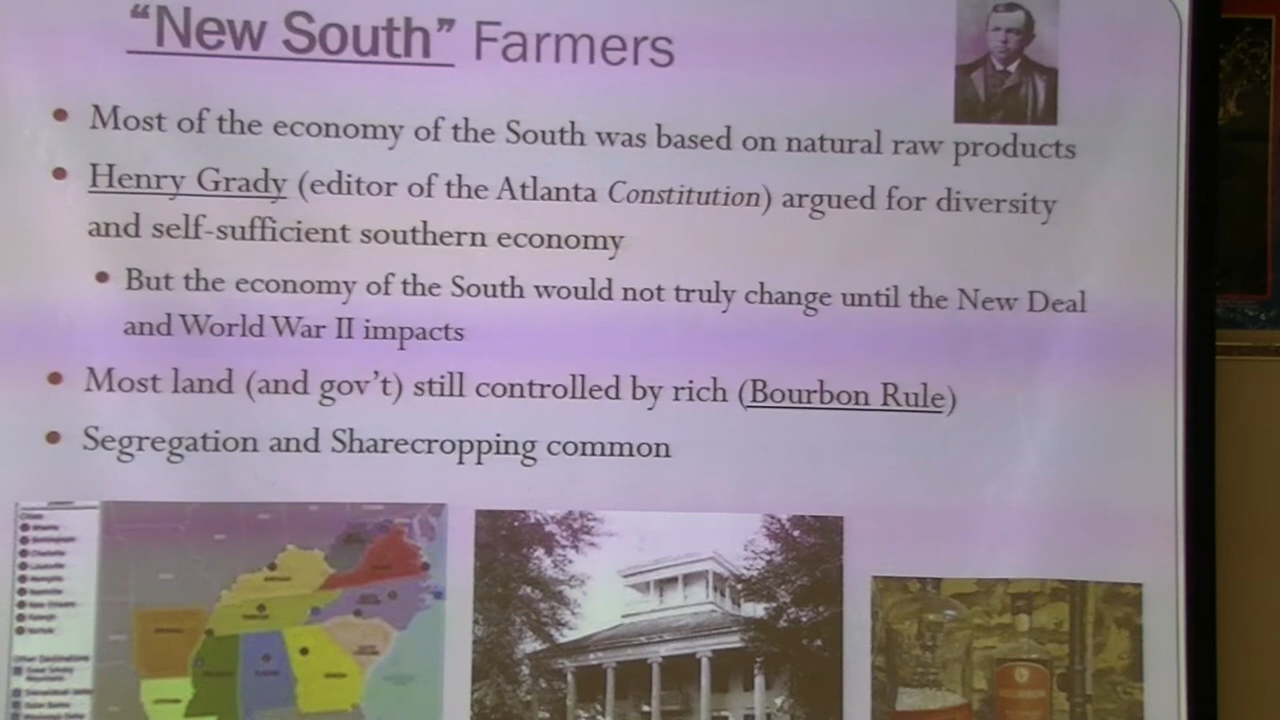 “New South” Farmers
• Most of the economy of the South was based on natural raw products
• Henry Grady (editor of the Atlanta Constitution) argued for diversity
and self-sufficient southern economy
• But the economy of the South would not truly change until the New Deal
and World War II impacts
• Most land (and gov’t) still controlled by rich (Bourbon Rule)
• Segregation and Sharecropping common